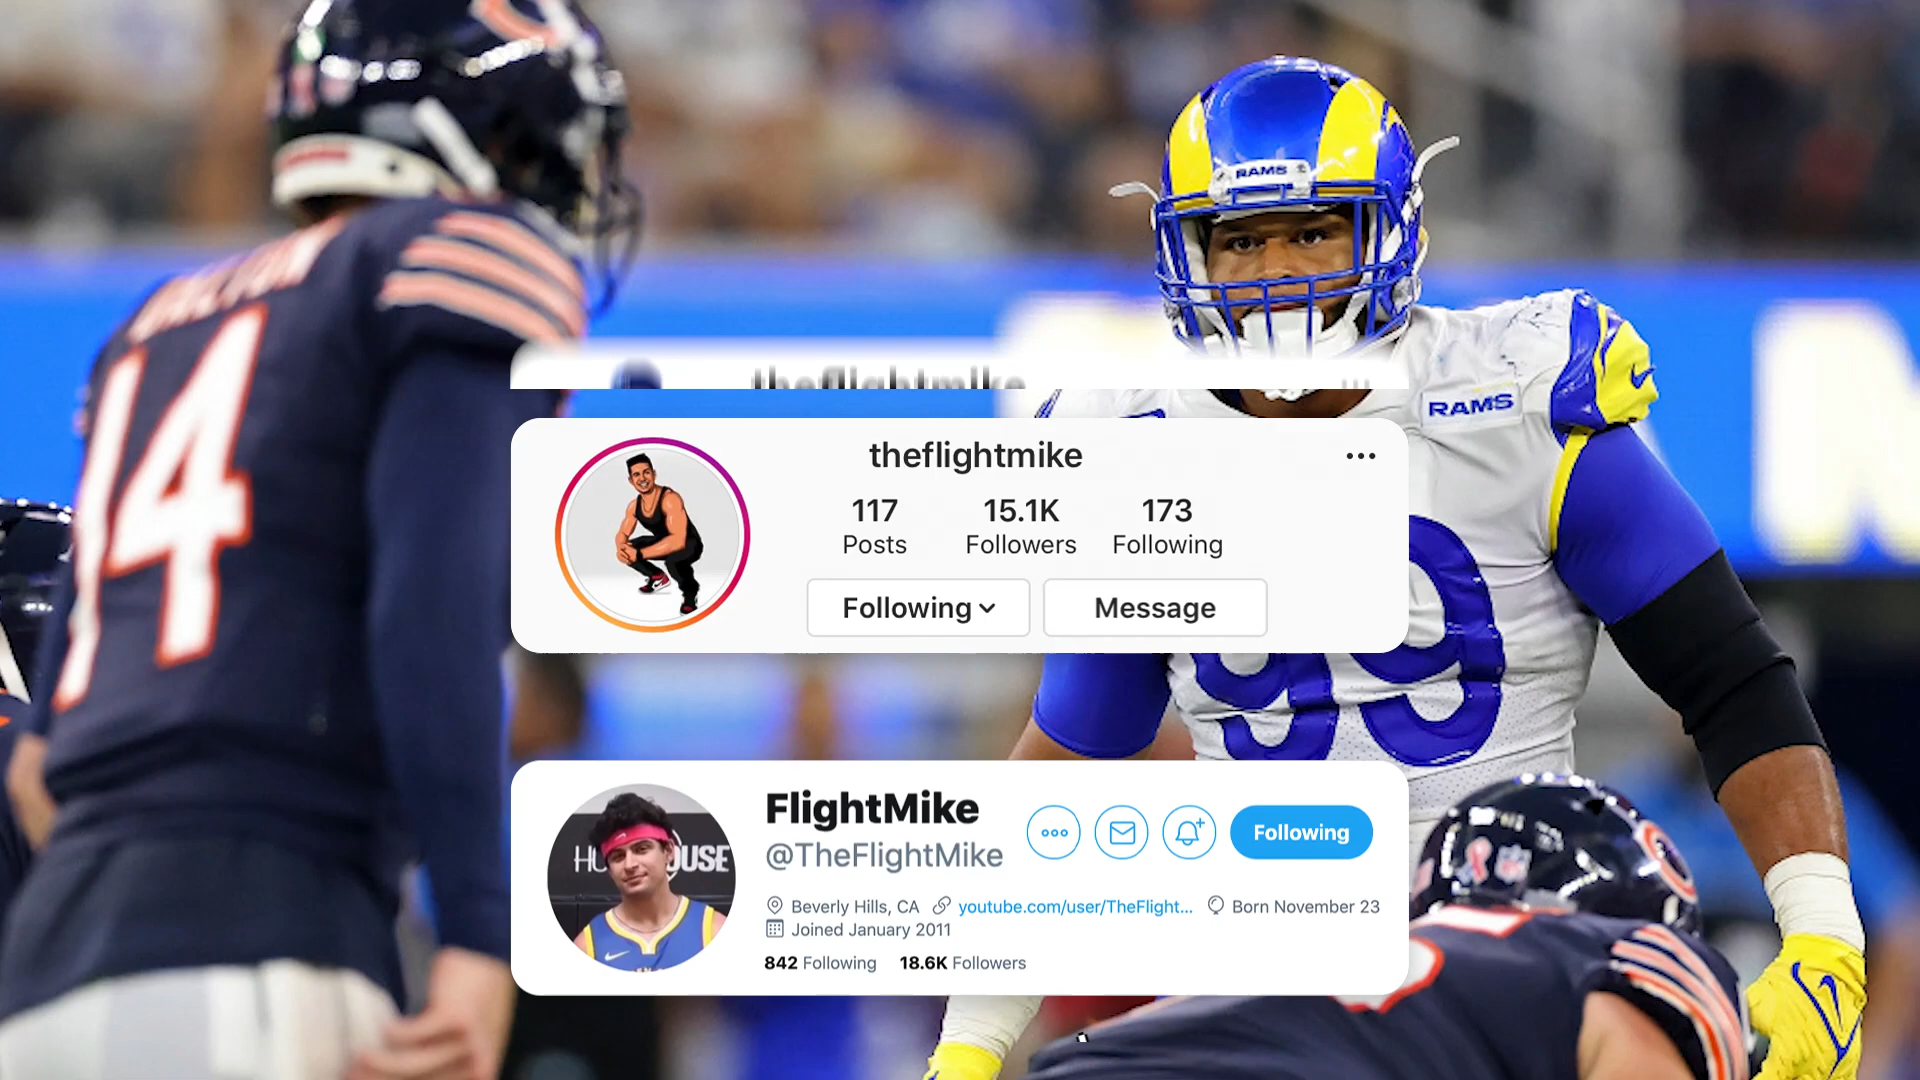 RAMS
14
theflightmike
RAMS
theflightmike
117 15.1K 173
Posts Followers Following
Following Message
99
FlightMike
@TheFlightMike
Following
Beverly Hills, CA youtube.com/user/TheFlight... Born November 23
Joined January 2011
842 Following 18.6K Followers